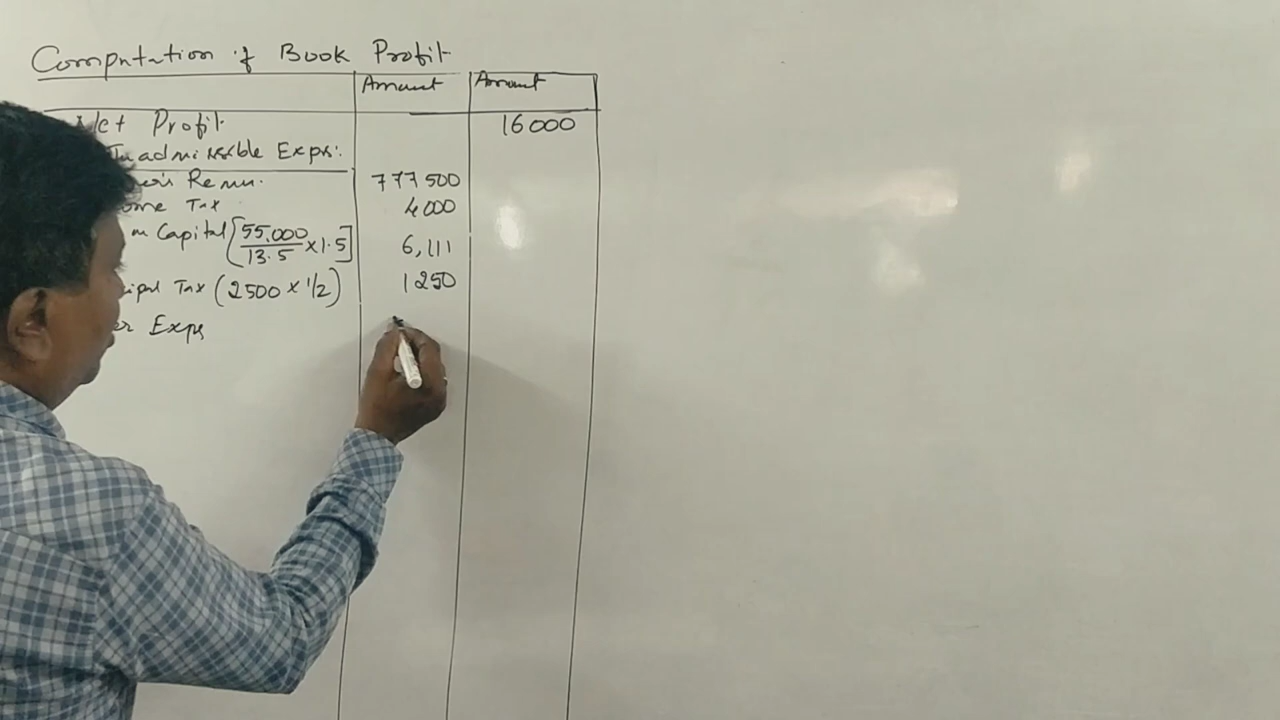 Computation of Book Profit
Amount Amount
Net Profit 16000
Inadmissible Exps:
Remu. 777500
Tax 4000
Capital [55,000/13.5 × 1.5] 6,111
Tax (2500 × 1/2) 1250
Exps